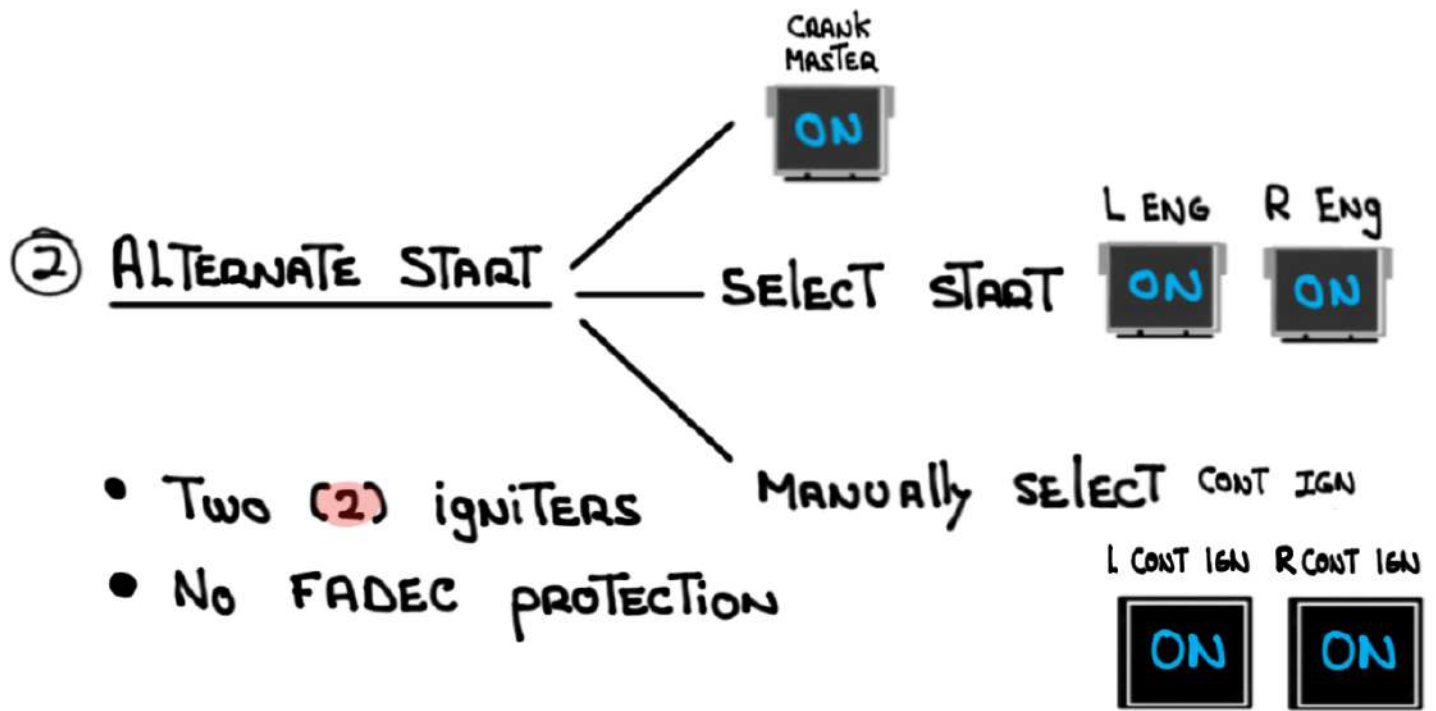 CRANK
MASTER
ON
L ENG R ENg
② ALTERNATE START
SElECT START ON ON
• Two (2) igNiTERS
MANUAlly SElECT CONT IGN
• No FADEC pROTECTiON
L CONT IGN R CONT IGN
ON ON